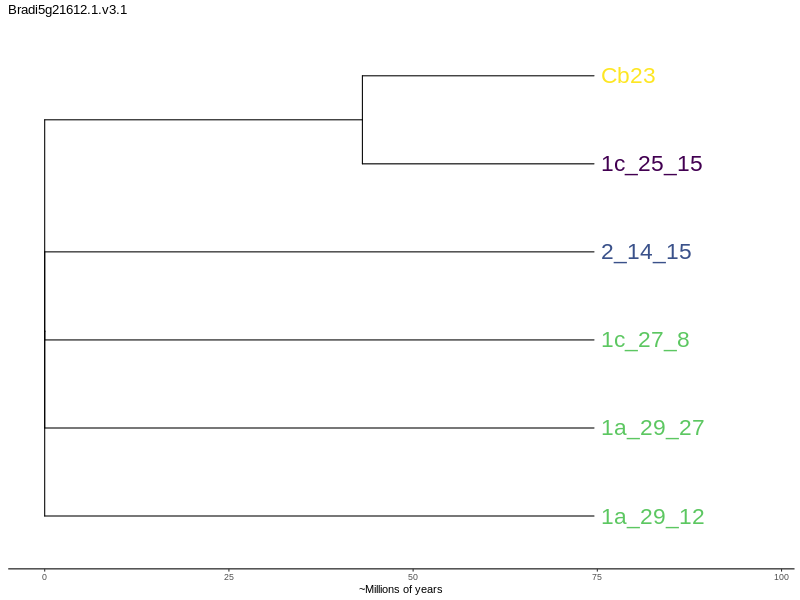 Bradi5g21612.1.v3.1
Cb23
1c_25_15
2_14_15
1c_27_8
1a_29_27
1a_29_12
0 25 50 75 100
~Millions of years